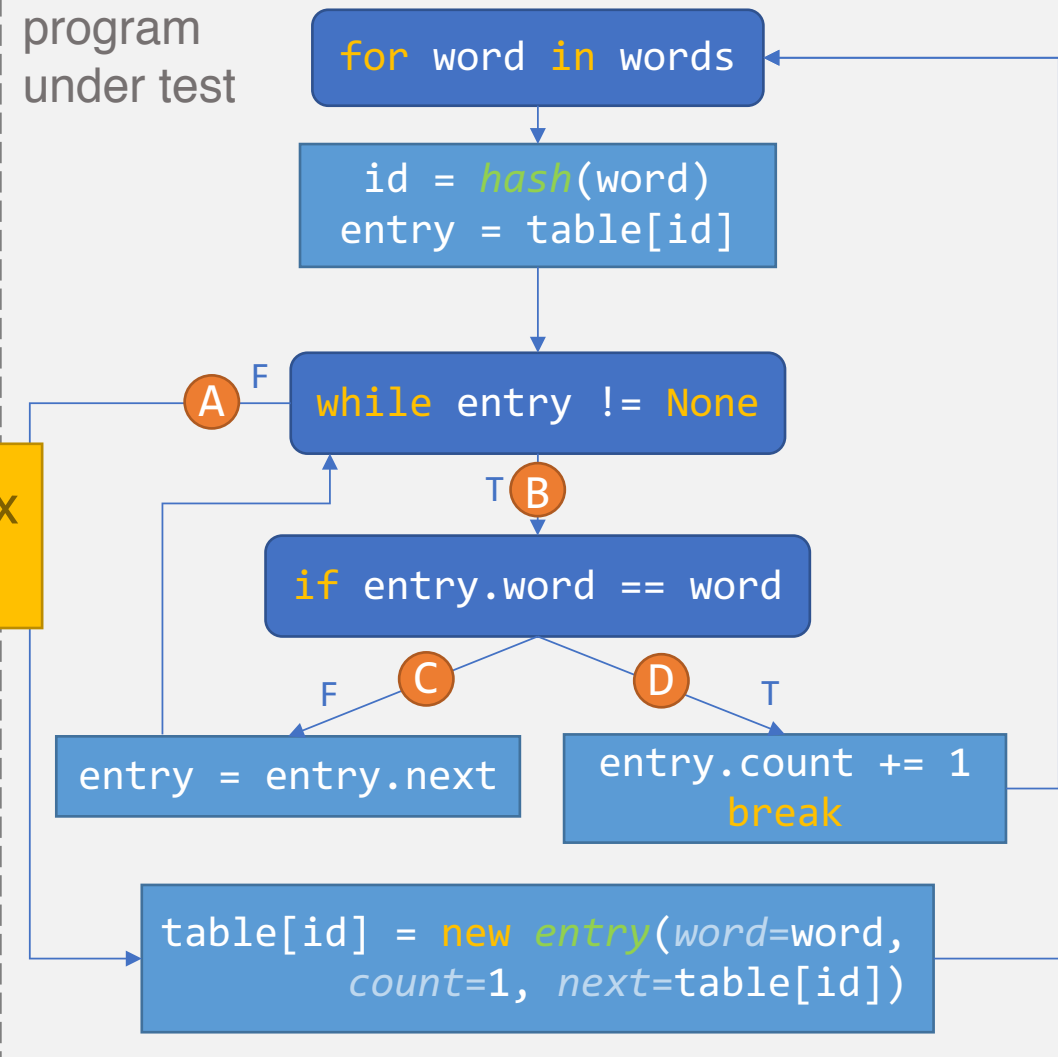 program
under test
for word in words
id = hash(word)
entry = table[id]
A
F
while entry != None
x
T
B
if entry.word == word
F
C
D
T
entry = entry.next
entry.count += 1
break
table[id] = new entry(word=word,
count=1, next=table[id])